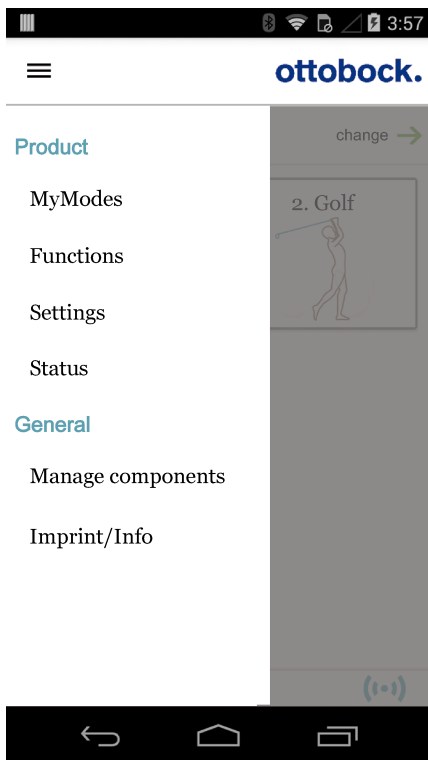 3:57
ottobock.
Product
change
MyModes
2. Golf
Functions
Settings
Status
General
Manage components
Imprint/Info